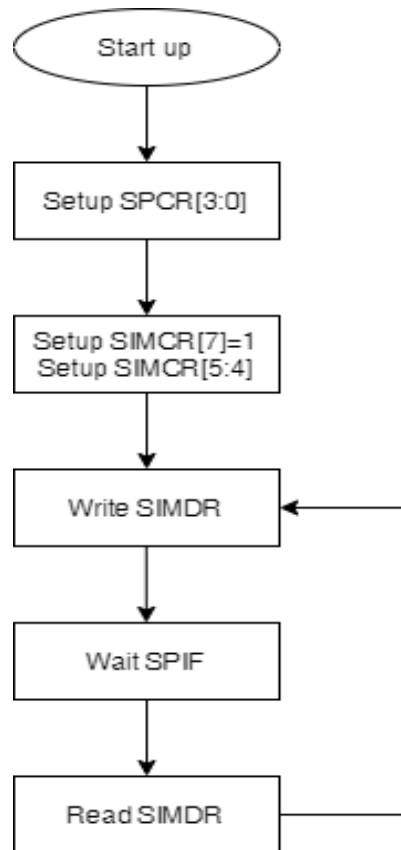 Start up
Setup SPCR[3:0]
Setup SIMCR[7]=1
Setup SIMCR[5:4]
Write SIMDR
Wait SPIF
Read SIMDR